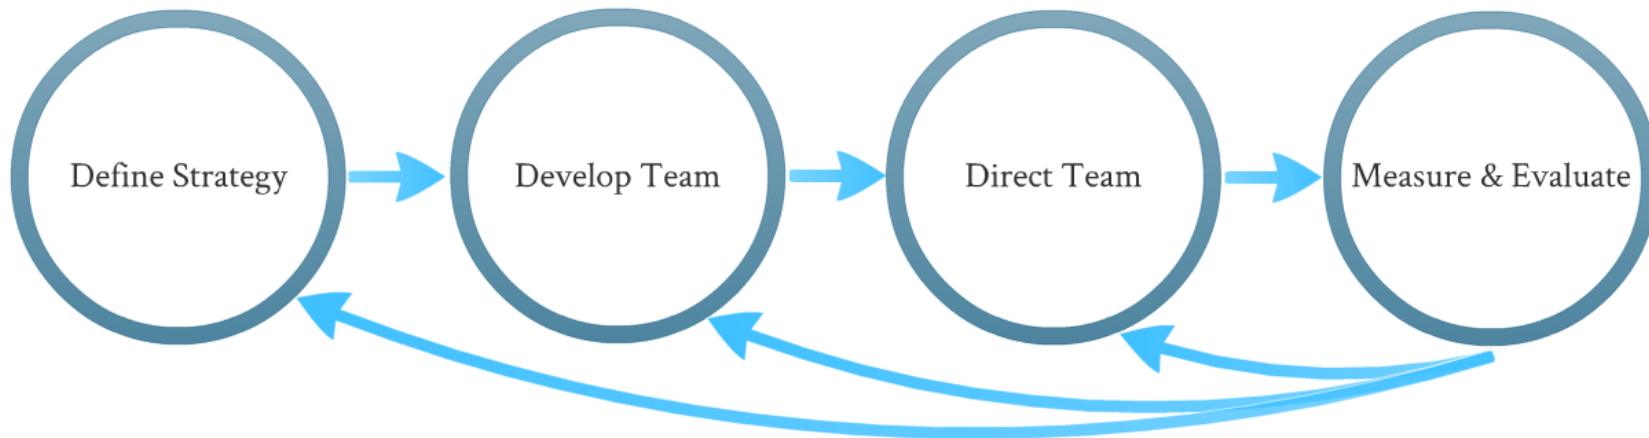 Define Strategy
Develop Team
Direct Team
Measure & Evaluate